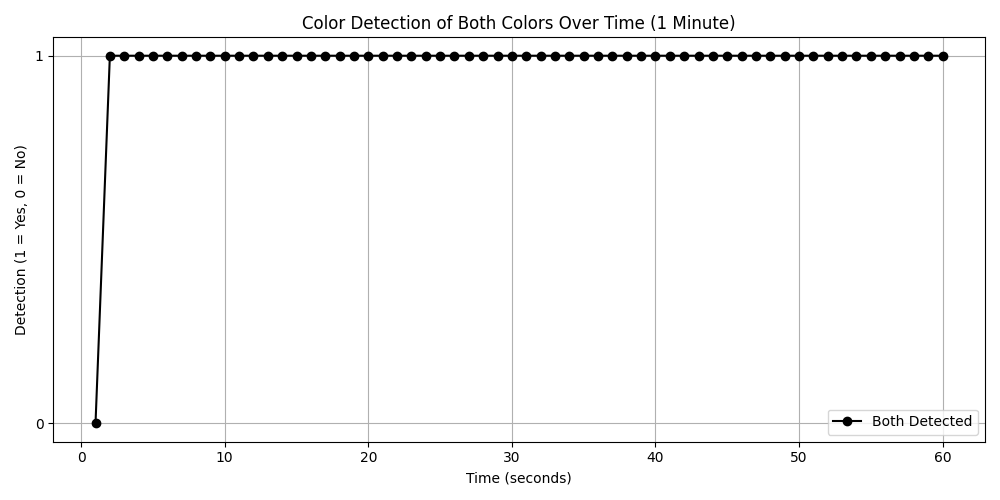 Color Detection of Both Colors Over Time (1 Minute)
Detection (1 = Yes, 0 = No)
1
0
Both Detected
0 10 20 30 40 50 60
Time (seconds)